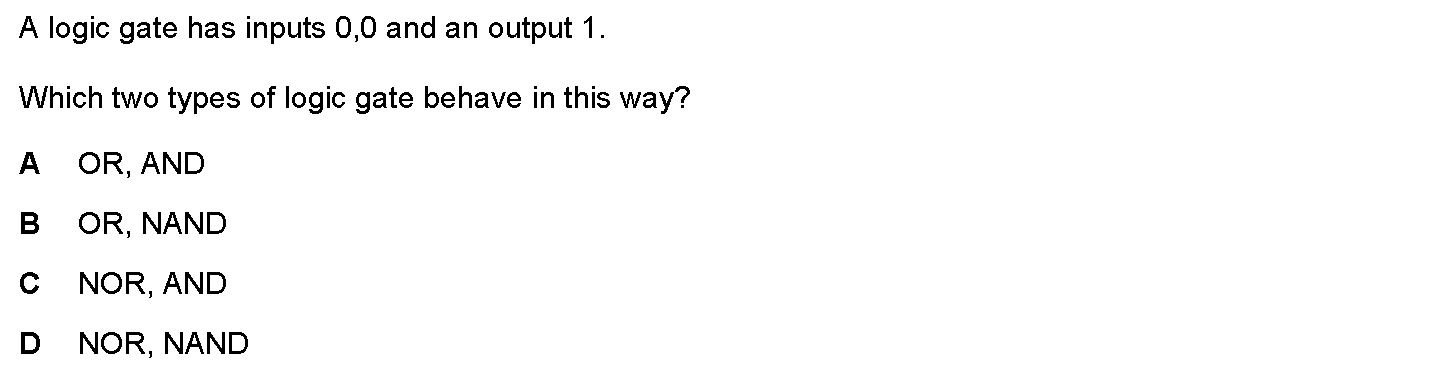 A logic gate has inputs 0,0 and an output 1.
Which two types of logic gate behave in this way?
A OR, AND
B OR, NAND
C NOR, AND
D NOR, NAND